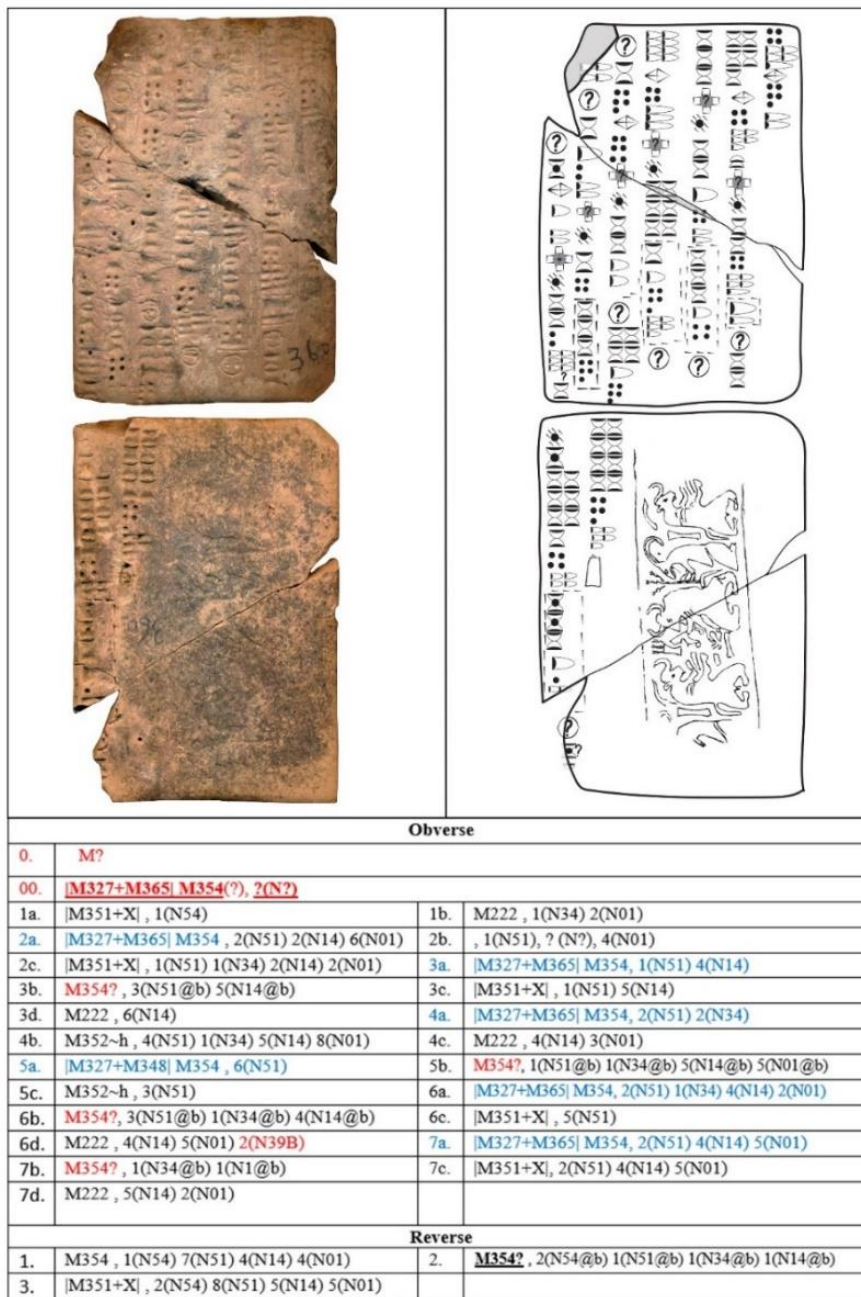 360
360
Obverse
0. M?
00. |M327+M365| M354(?), ?(N?)
1a. |M351+X| , 1(N54) 1b. M222 , 1(N34) 2(N01)
2a. |M327+M365| M354 , 2(N51) 2(N14) 6(N01) 2b. , 1(N51), ? (N?), 4(N01)
2c. |M351+X| , 1(N51) 1(N34) 2(N14) 2(N01) 3a. |M327+M365| M354, 1(N51) 4(N14)
3b. M354? , 3(N51@b) 5(N14@b) 3c. |M351+X| , 1(N51) 5(N14)
3d. M222 , 6(N14) 4a. |M327+M365| M354, 2(N51) 2(N34)
4b. M352~h , 4(N51) 1(N34) 5(N14) 8(N01) 4c. M222 , 4(N14) 3(N01)
5a. |M327+M348| M354 , 6(N51) 5b. M354?, 1(N51@b) 1(N34@b) 5(N14@b) 5(N01@b)
5c. M352~h , 3(N51) 6a. |M327+M365| M354, 2(N51) 1(N34) 4(N14) 2(N01)
6b. M354?, 3(N51@b) 1(N34@b) 4(N14@b) 6c. |M351+X| , 5(N51)
6d. M222 , 4(N14) 5(N01) 2(N39B) 7a. |M327+M365| M354, 2(N51) 4(N14) 5(N01)
7b. M354? , 1(N34@b) 1(N1@b) 7c. |M351+X|, 2(N51) 4(N14) 5(N01)
7d. M222 , 5(N14) 2(N01)
Reverse
1. M354 , 1(N54) 7(N51) 4(N14) 4(N01) 2. M354? , 2(N54@b) 1(N51@b) 1(N34@b) 1(N14@b)
3. |M351+X| , 2(N54) 8(N51) 5(N14) 5(N01)